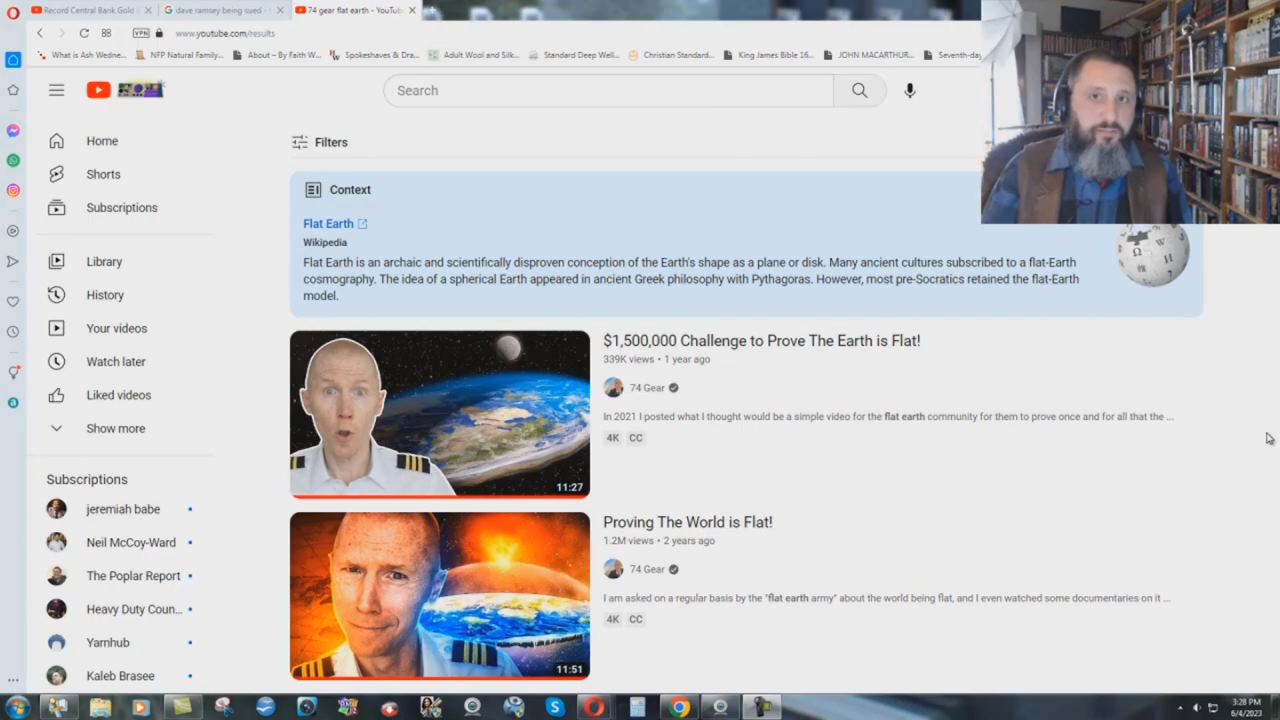 Record Central Bank Gold
dave ramsey being sued -
74 gear flat earth - YouTube
88
VPN
www.youtube.com/results
What is Ash Wedne...
NFP Natural Family...
About – By Faith W...
Spokeshaves & Dra...
Adult Wool and Silk...
Standard Deep Well...
Christian Standard...
King James Bible 16...
JOHN MACARTHUR...
Seventh-day
Search
Home
Shorts
Subscriptions
Library
History
Your videos
Watch later
Liked videos
Show more
Subscriptions
jeremiah babe
Neil McCoy-Ward
The Poplar Report
Heavy Duty Coun...
Yarnhub
Kaleb Brasee
Filters
Context
Flat Earth
Wikipedia
Flat Earth is an archaic and scientifically disproven conception of the Earth's shape as a plane or disk. Many ancient cultures subscribed to a flat-Earth
cosmography. The idea of a spherical Earth appeared in ancient Greek philosophy with Pythagoras. However, most pre-Socratics retained the flat-Earth
model.
11:27
$1,500,000 Challenge to Prove The Earth is Flat!
339K views • 1 year ago
74 Gear
In 2021 I posted what I thought would be a simple video for the flat earth community for them to prove once and for all that the ...
4K CC
11:51
Proving The World is Flat!
1.2M views • 2 years ago
74 Gear
I am asked on a regular basis by the "flat earth army" about the world being flat, and I even watched some documentaries on it ...
4K CC
3:28 PM
6/4/2023